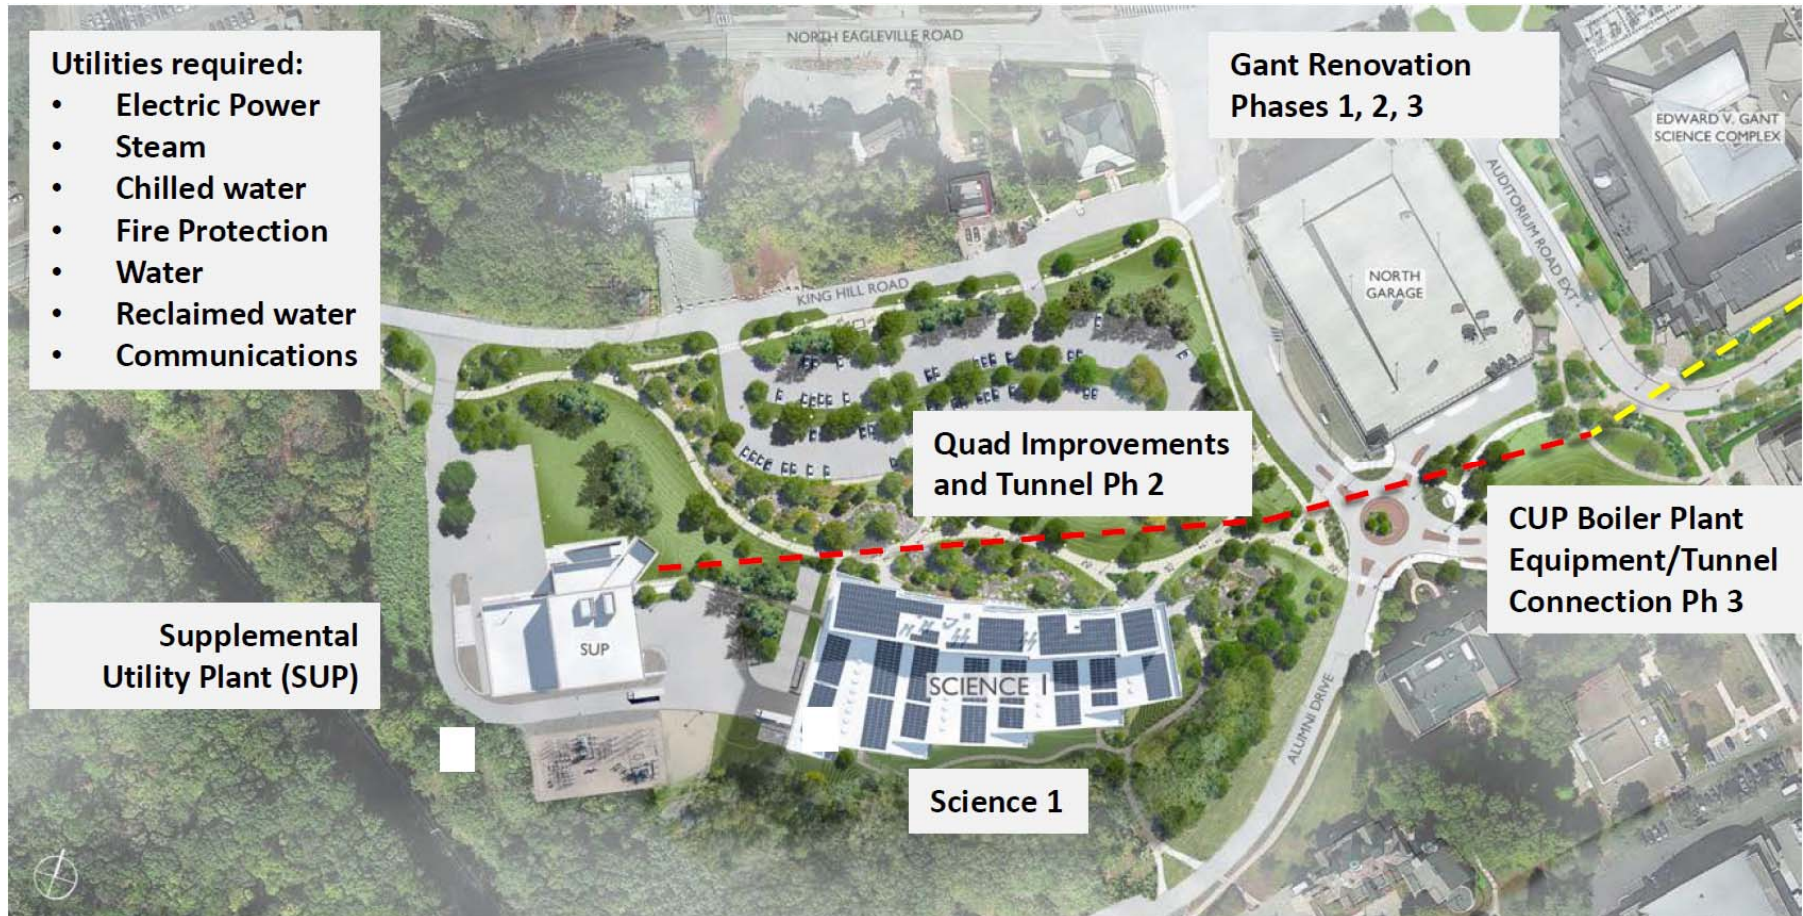 Utilities required:
• Electric Power
• Steam
• Chilled water
• Fire Protection
• Water
• Reclaimed water
• Communications
NORTH EAGLEVILLE ROAD
Gant Renovation
Phases 1, 2, 3
EDWARD V. GANT
SCIENCE COMPLEX
AUDITORIUM ROAD EXT
KING HILL ROAD
NORTH
GARAGE
Quad Improvements
and Tunnel Ph 2
CUP Boiler Plant
Equipment/Tunnel
Connection Ph 3
Supplemental
Utility Plant (SUP)
SUP
SCIENCE 1
ALUMNI DRIVE
Science 1